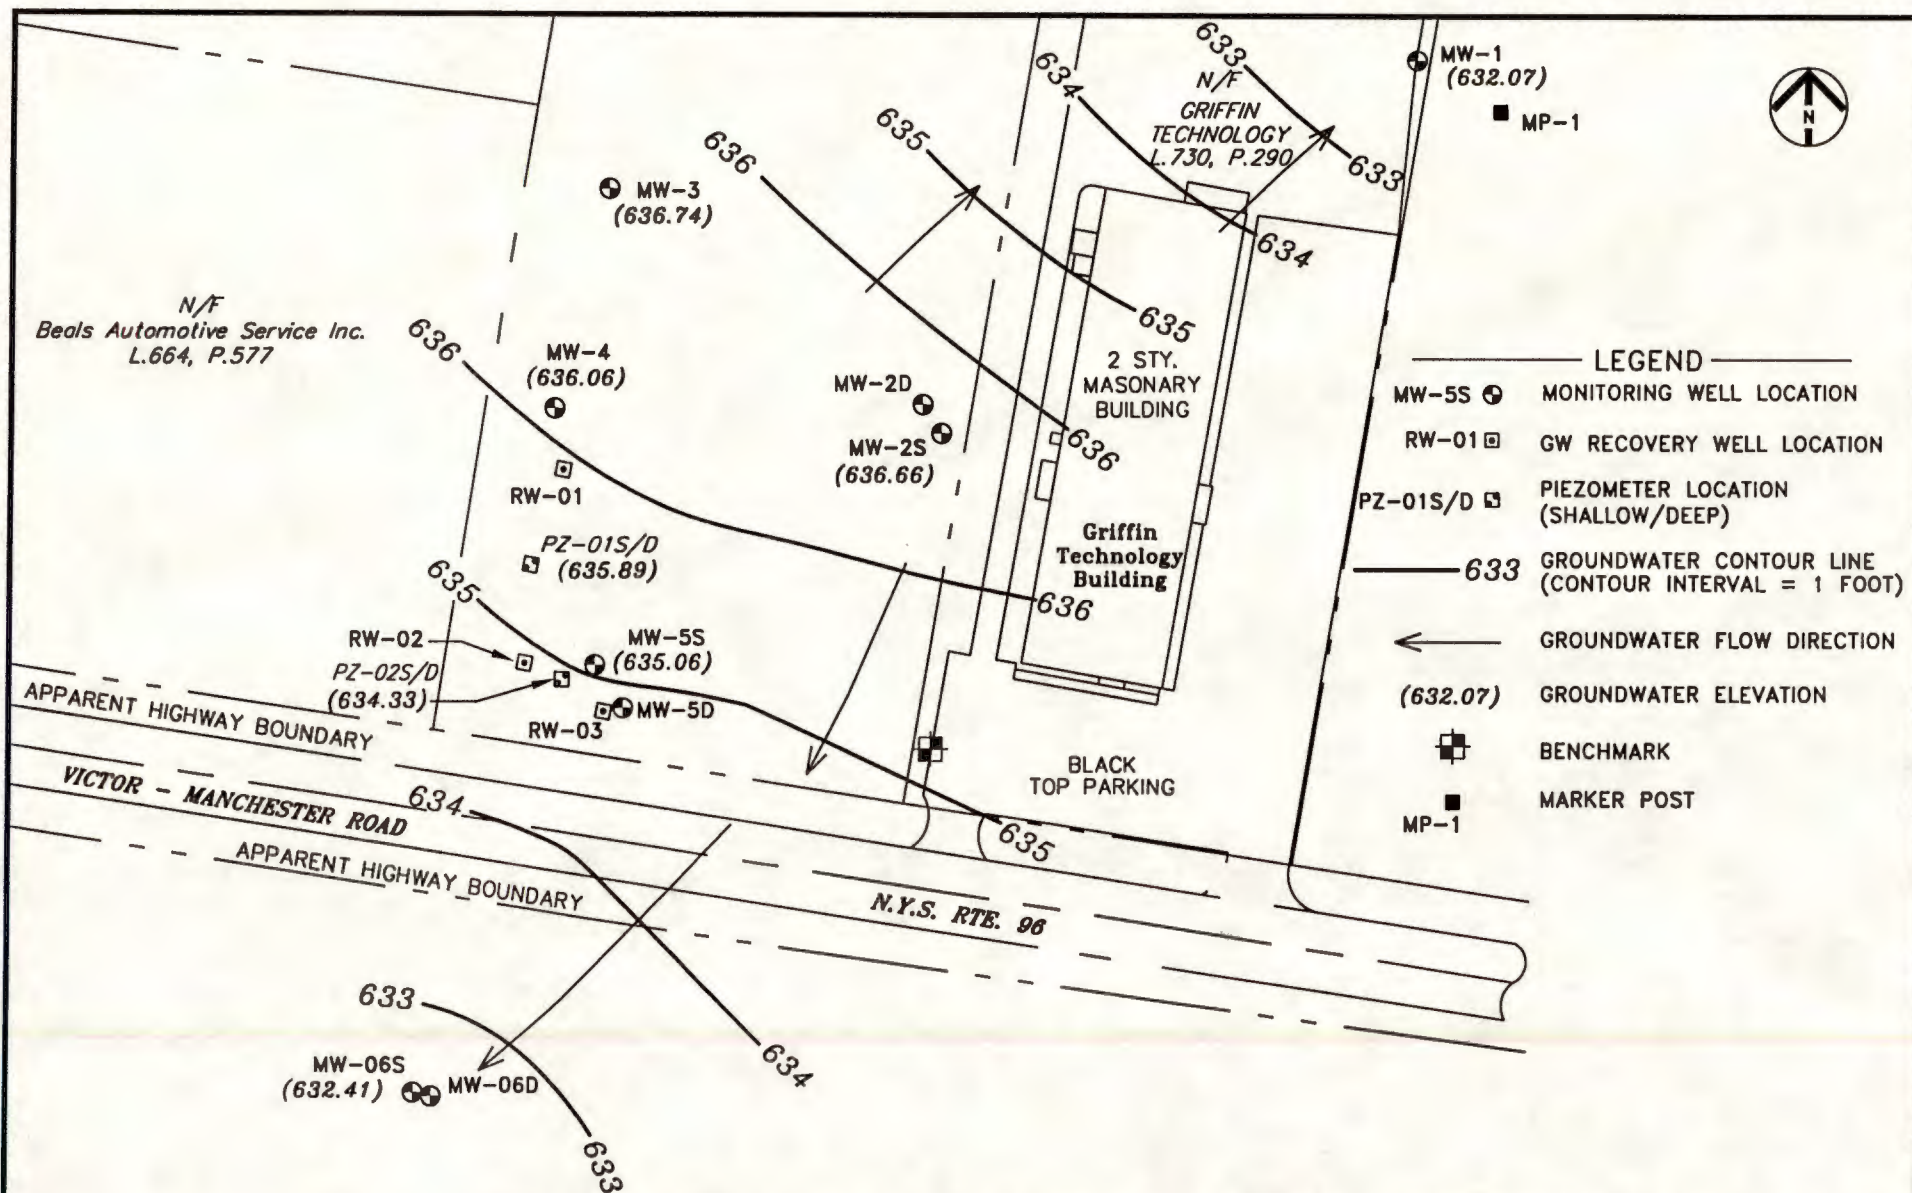 633
634
N/F
GRIFFIN
TECHNOLOGY
L.730, P.290
633
MW-1
(632.07)
MP-1
N
635
636
MW-3
(636.74)
634
N/F
Beals Automotive Service Inc.
L.664, P.577
636
MW-4
(636.06)
635
2 STY.
MASONARY
BUILDING
MW-2D
MW-2S
(636.66)
636
RW-01
PZ-01S/D
(635.89)
Griffin
Technology
Building
636
635
RW-02
MW-5S
(635.06)
PZ-02S/D
(634.33)
MW-5D
RW-03
APPARENT HIGHWAY BOUNDARY
BLACK
TOP PARKING
VICTOR - MANCHESTER ROAD
634
635
APPARENT HIGHWAY BOUNDARY
N.Y.S. RTE. 96
633
634
MW-06S
(632.41)
MW-06D
633
LEGEND
MW-5S MONITORING WELL LOCATION
RW-01 GW RECOVERY WELL LOCATION
PZ-01S/D PIEZOMETER LOCATION
(SHALLOW/DEEP)
633 GROUNDWATER CONTOUR LINE
(CONTOUR INTERVAL = 1 FOOT)
GROUNDWATER FLOW DIRECTION
(632.07) GROUNDWATER ELEVATION
BENCHMARK
MARKER POST
MP-1